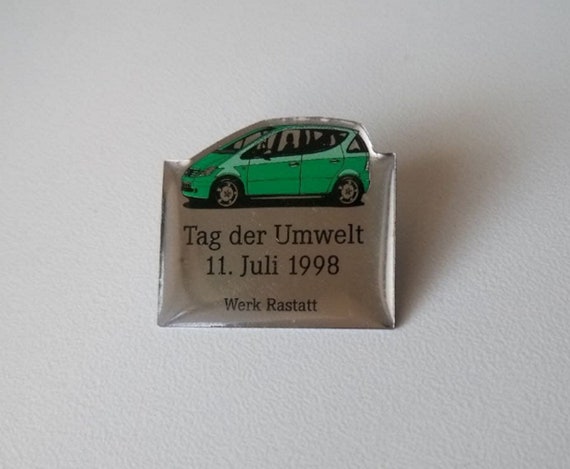 Tag der Umwelt
11. Juli 1998
Werk Rastatt